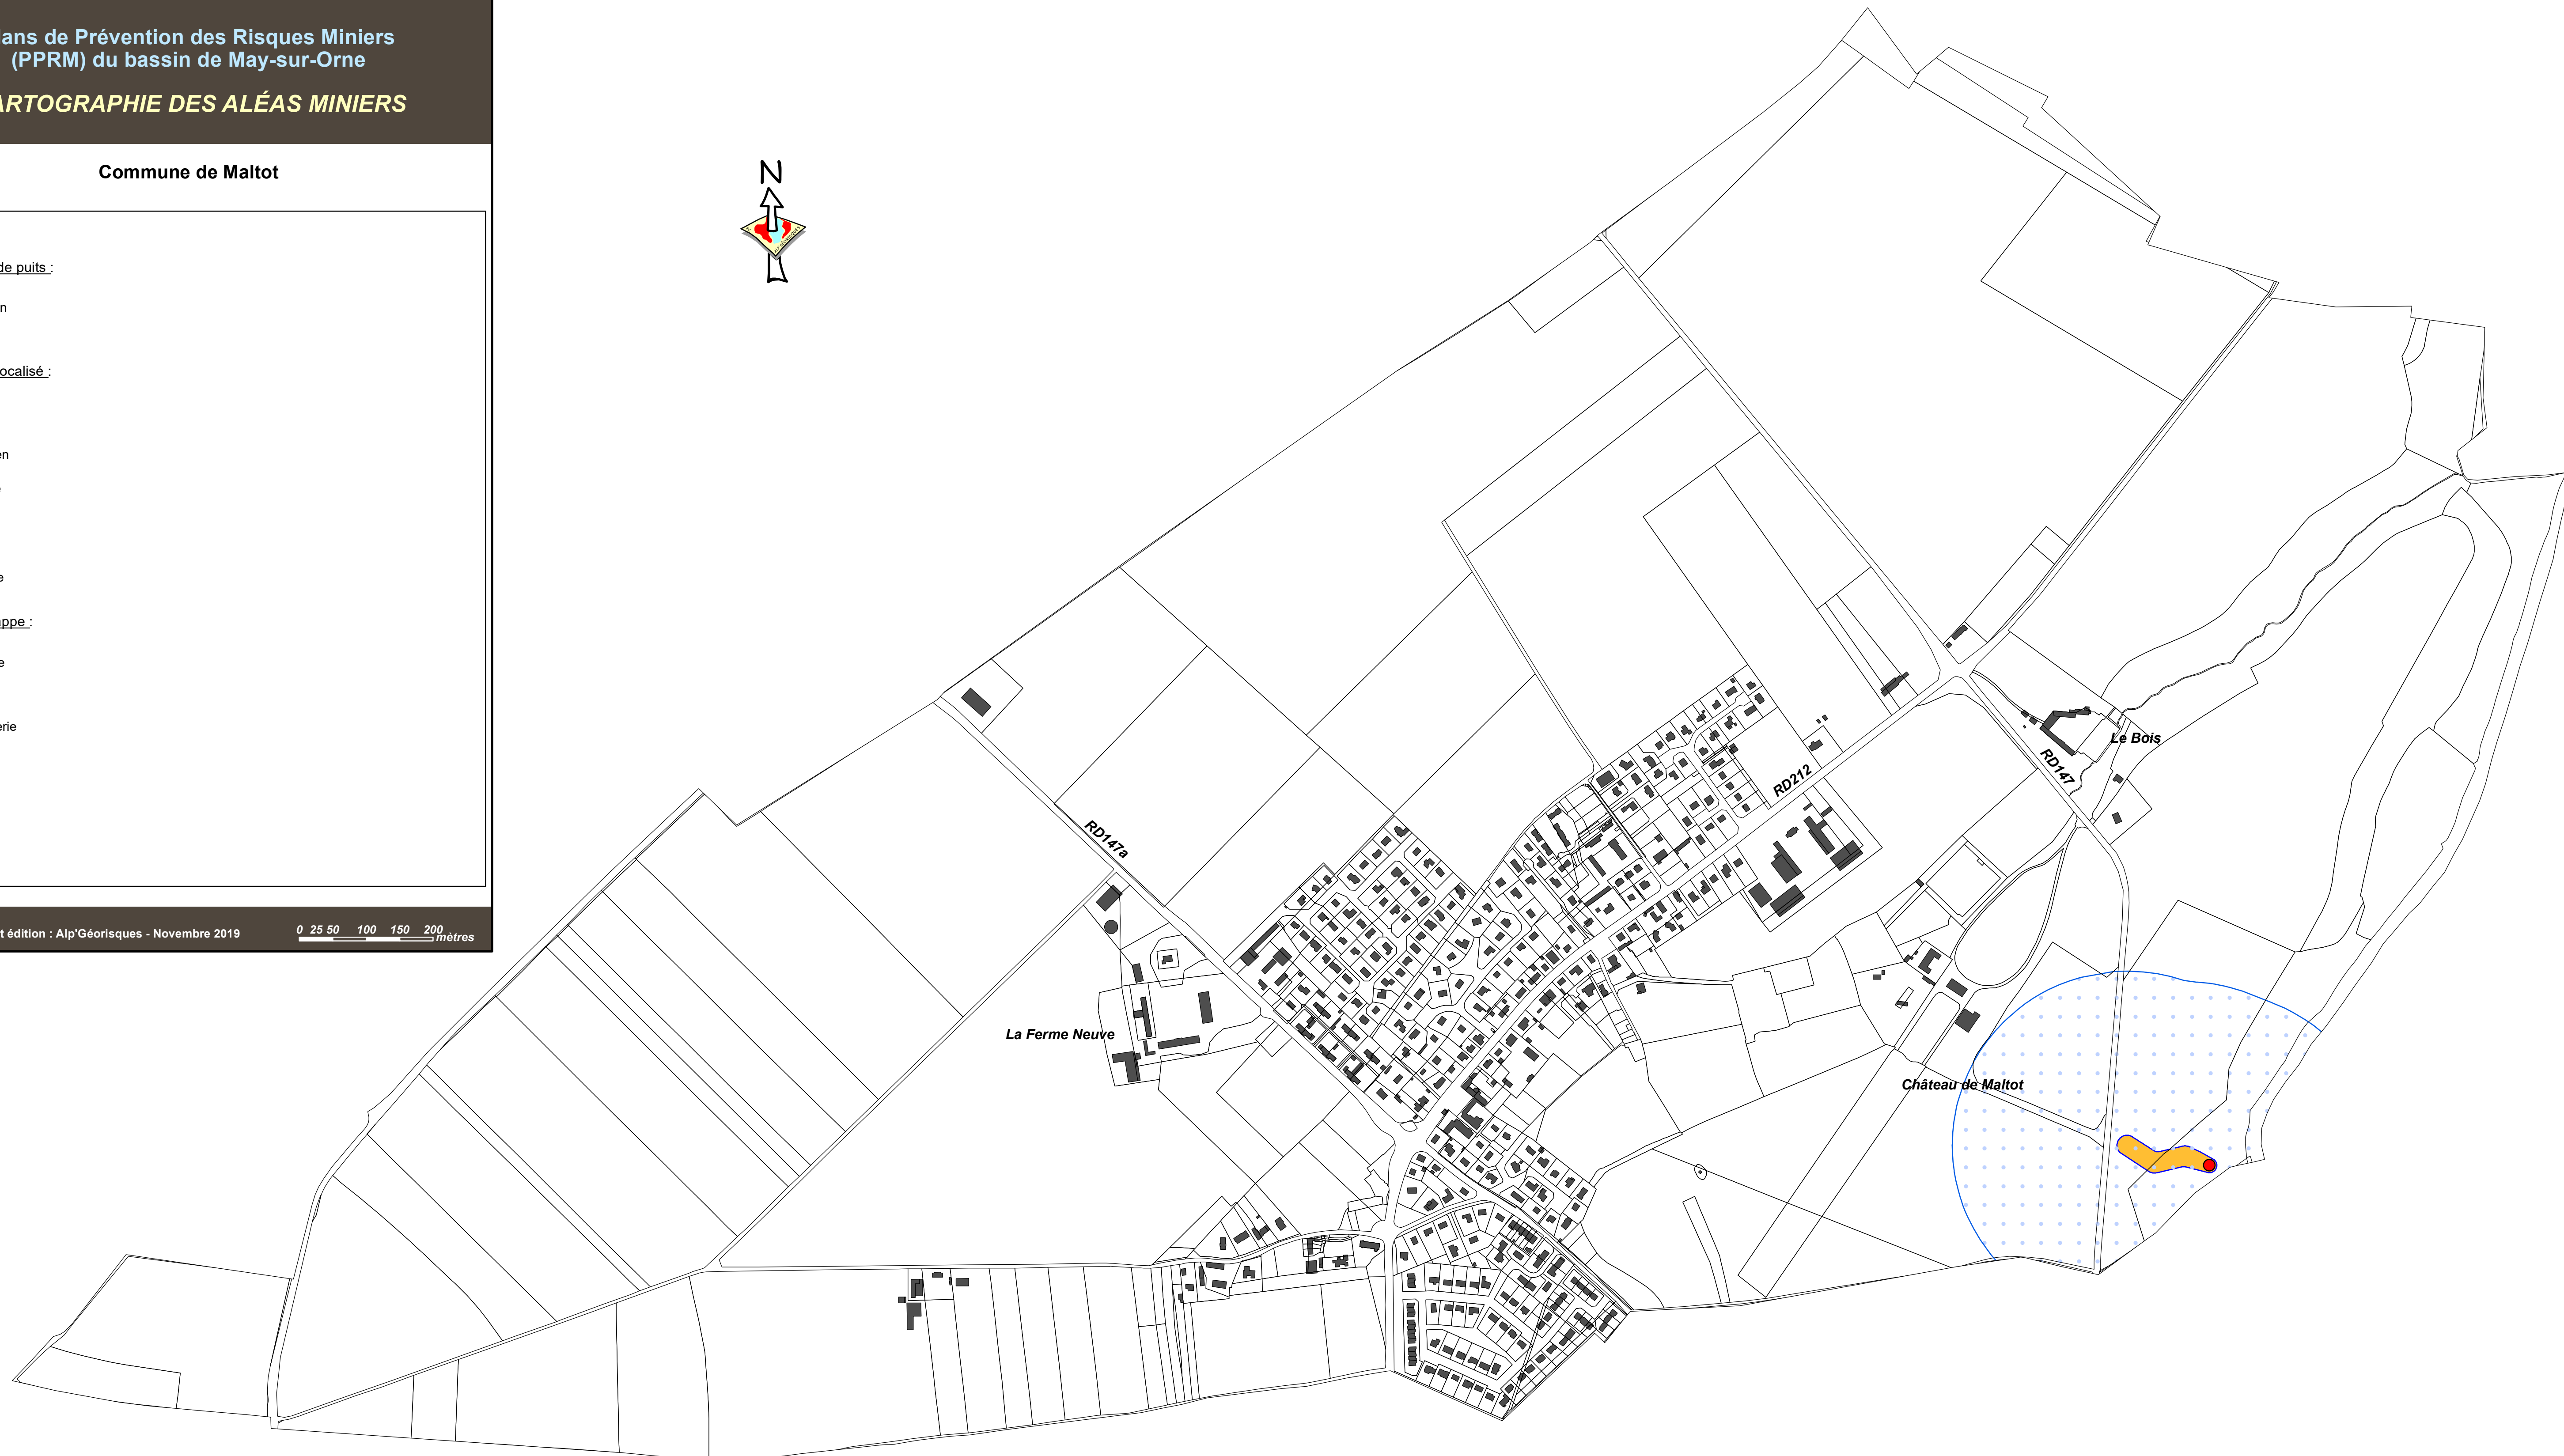 ans de Prévention des Risques Miniers
(PPRM) du bassin de May-sur-Orne
ARTOGRAPHIE DES ALÉAS MINIERS
Commune de Maltot
de puits :
n
ocalisé :
en
e
appe :
e
erie
t édition : Alp'Géorisques - Novembre 2019
0 25 50 100 150 200
mètres
N
RD147a
RD212
RD147
Le Bois
La Ferme Neuve
Château de Maltot